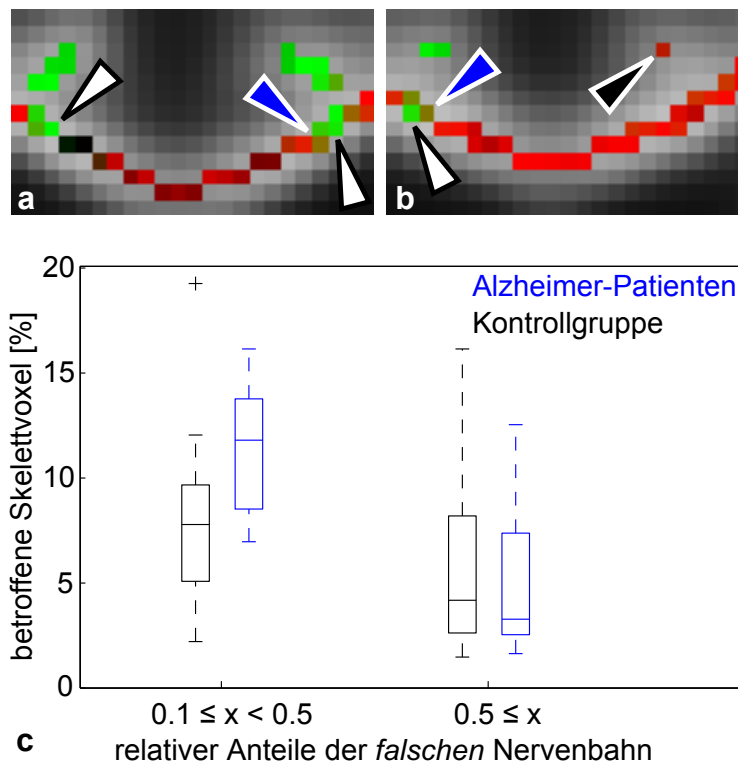 a
b
20
15
10
5
0
betroffene Skelettvoxel [%]
Alzheimer-Patienten
Kontrollgruppe
0.1 ≤ x < 0.5
0.5 ≤ x
c
relativer Anteile der falschen Nervenbahn